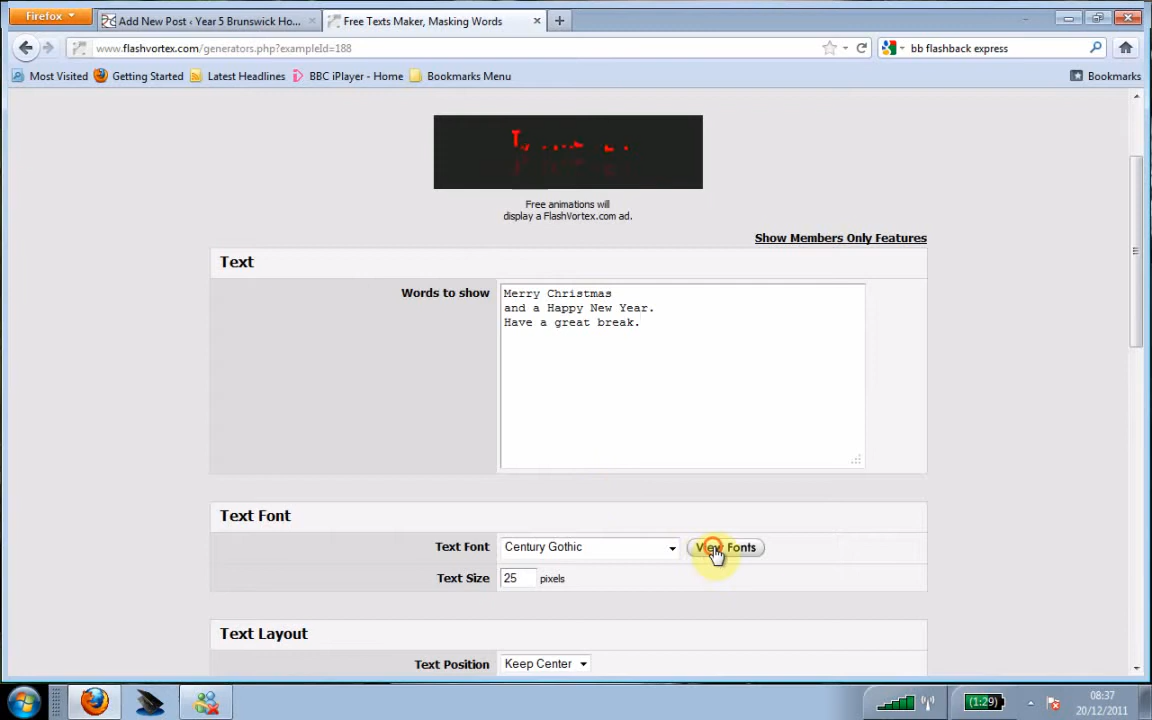 Firefox
Add New Post ‹ Year 5 Brunswick Ho...
Free Texts Maker, Masking Words
www.flashvortex.com/generators.php?exampleId=188
bb flashback express
Most Visited
Getting Started
Latest Headlines
BBC iPlayer - Home
Bookmarks Menu
Bookmarks
Free animations will
display a FlashVortex.com ad.
Show Members Only Features
Text
Words to show
Merry Christmas
and a Happy New Year.
Have a great break.
Text Font
Text Font
Century Gothic
View Fonts
Text Size
25
pixels
Text Layout
Text Position
Keep Center
(1:29)
08:37
20/12/2011